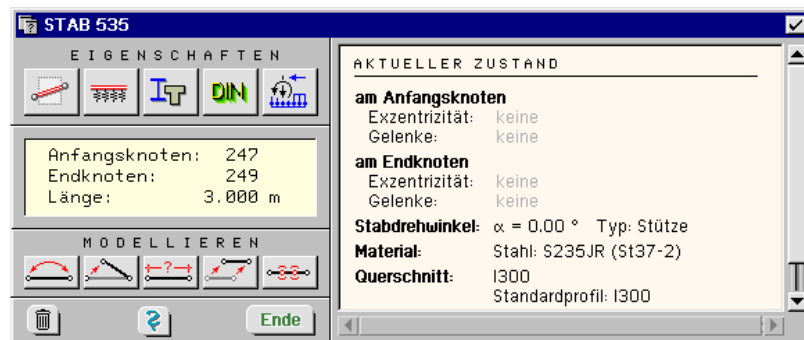 STAB 535
EIGENSCHAFTEN
DIN
Anfangsknoten: 247
Endknoten: 249
Länge: 3.000 m
MODELLIEREN
?
Ende
AKTUELLER ZUSTAND
am Anfangsknoten
Exzentrizität: keine
Gelenke: keine
am Endknoten
Exzentrizität: keine
Gelenke: keine
Stabdrehwinkel: α = 0.00 ° Typ: Stütze
Material: Stahl: S235JR (St37-2)
Querschnitt: I300
Standardprofil: I300